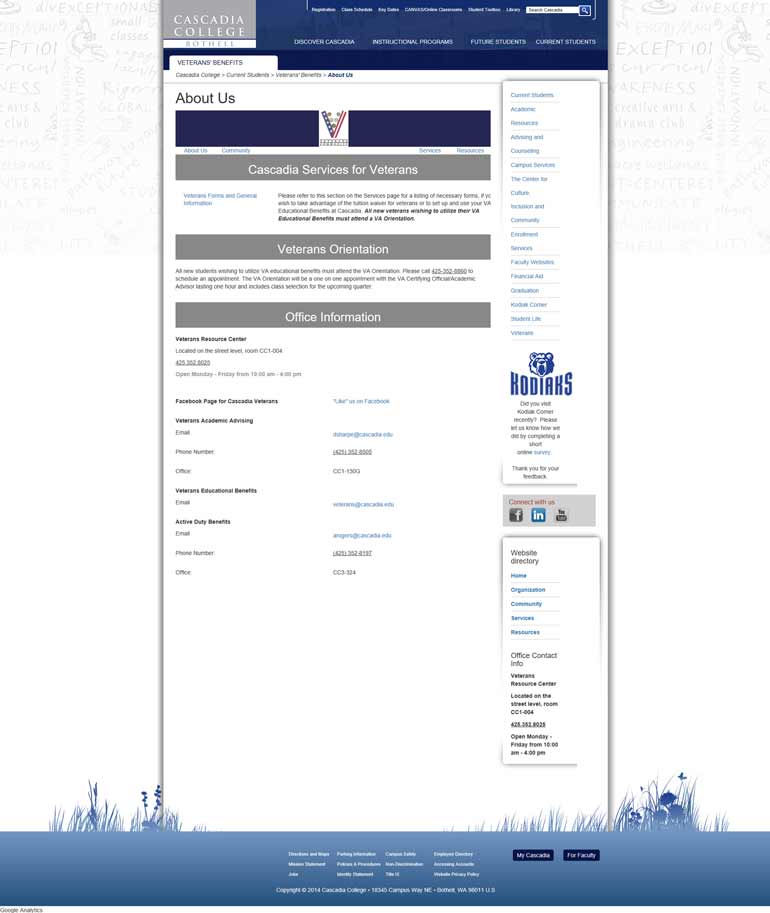 CASCADIA
COLLEGE
BOTHELL
Registration Class Schedule Key Dates CANVAS/Online Classrooms Student Toolbox Library Search Cascadia
DISCOVER CASCADIA INSTRUCTIONAL PROGRAMS FUTURE STUDENTS CURRENT STUDENTS
VETERANS' BENEFITS
Cascadia College > Current Students > Veterans' Benefits > About Us
About Us
About Us Community Services Resources
Cascadia Services for Veterans
Veterans Forms and General
Information
Please refer to this section on the Services page for a listing of necessary forms, if yo
wish to take advantage of the tuition waiver for veterans or to set up and use your VA
Educational Benefits at Cascadia. All new veterans wishing to utilize their VA
Educational Benefits must attend a VA Orientation.
Veterans Orientation
All new students wishing to utilize VA educational benefits must attend the VA Orientation. Please call 425-352-8860 to
schedule an appointment. The VA Orientation will be a one on one appointment with the VA Certifying Official/Academic
Advisor lasting one hour and includes class selection for the upcoming quarter.
Office Information
Veterans Resource Center
Located on the street level, room CC1-004
425.352.8025
Open Monday - Friday from 10:00 am - 4:00 pm
Facebook Page for Cascadia Veterans "Like" us on Facebook
Veterans Academic Advising
Email dsharpe@cascadia.edu
Phone Number: (425) 352-8505
Office: CC1-130G
Veterans Educational Benefits
Email veterans@cascadia.edu
Active Duty Benefits
Email arogers@cascadia.edu
Phone Number: (425) 352-8197
Office: CC3-324
Current Students
Academic
Resources
Advising and
Counseling
Campus Services
The Center for
Culture,
Inclusion and
Community
Enrollment
Services
Faculty Websites
Financial Aid
Graduation
Kodiak Corner
Student Life
Veterans
KODIAKS
Did you visit
Kodiak Corner
recently? Please
let us know how we
did by completing a
short
online survey.
Thank you for your
feedback.
Connect with us
f in You Tube
Website
directory
Home
Organization
Community
Services
Resources
Office Contact
Info
Veterans
Resource Center
Located on the
street level, room
CC1-004
425.352.8025
Open Monday -
Friday from 10:00
am - 4:00 pm
Directions and Maps Parking Information Campus Safety Employee Directory
Mission Statement Policies & Procedures Non-Discrimination Accessing Accounts
Jobs Identity Statement Title IX Website Privacy Policy
My Cascadia For Faculty
Copyright © 2014 Cascadia College • 18345 Campus Way NE • Bothell, WA 98011 U.S
Google Analytics